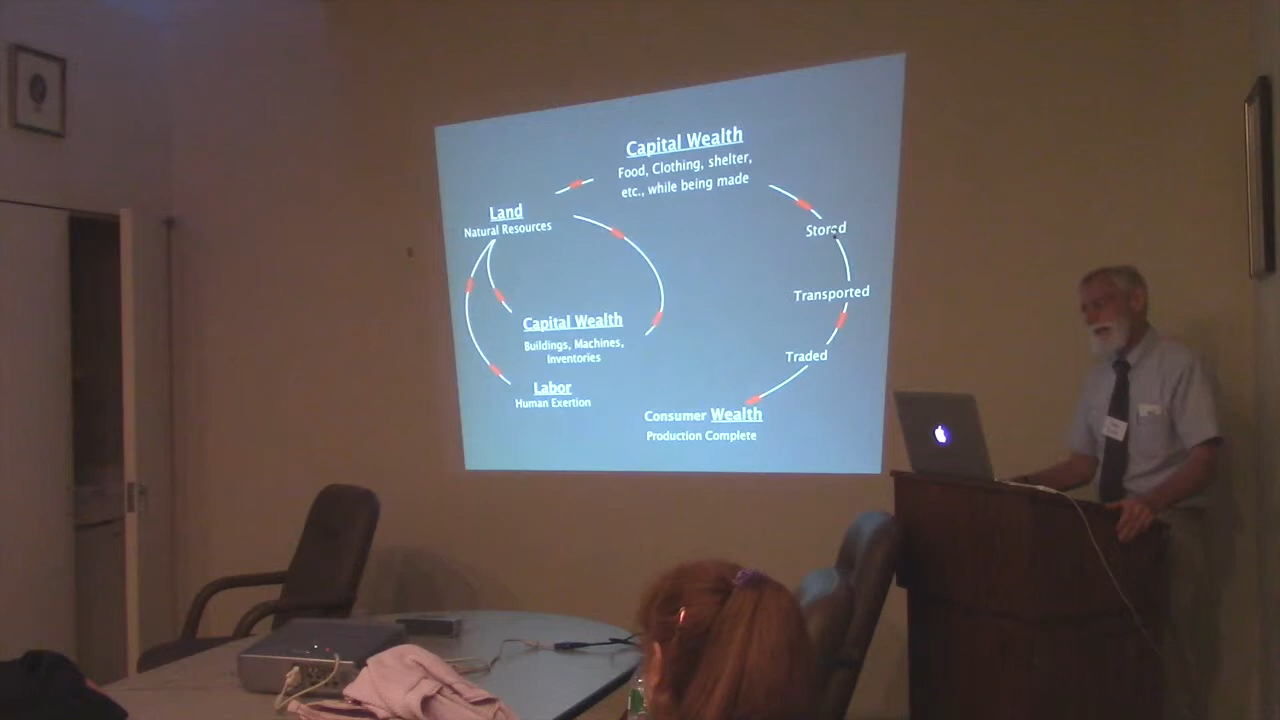 Capital Wealth
Food, Clothing, shelter,
etc., while being made
Land
Natural Resources
Stored
Transported
Capital Wealth
Buildings, Machines,
Inventories
Traded
Labor
Human Exertion
Consumer Wealth
Production Complete